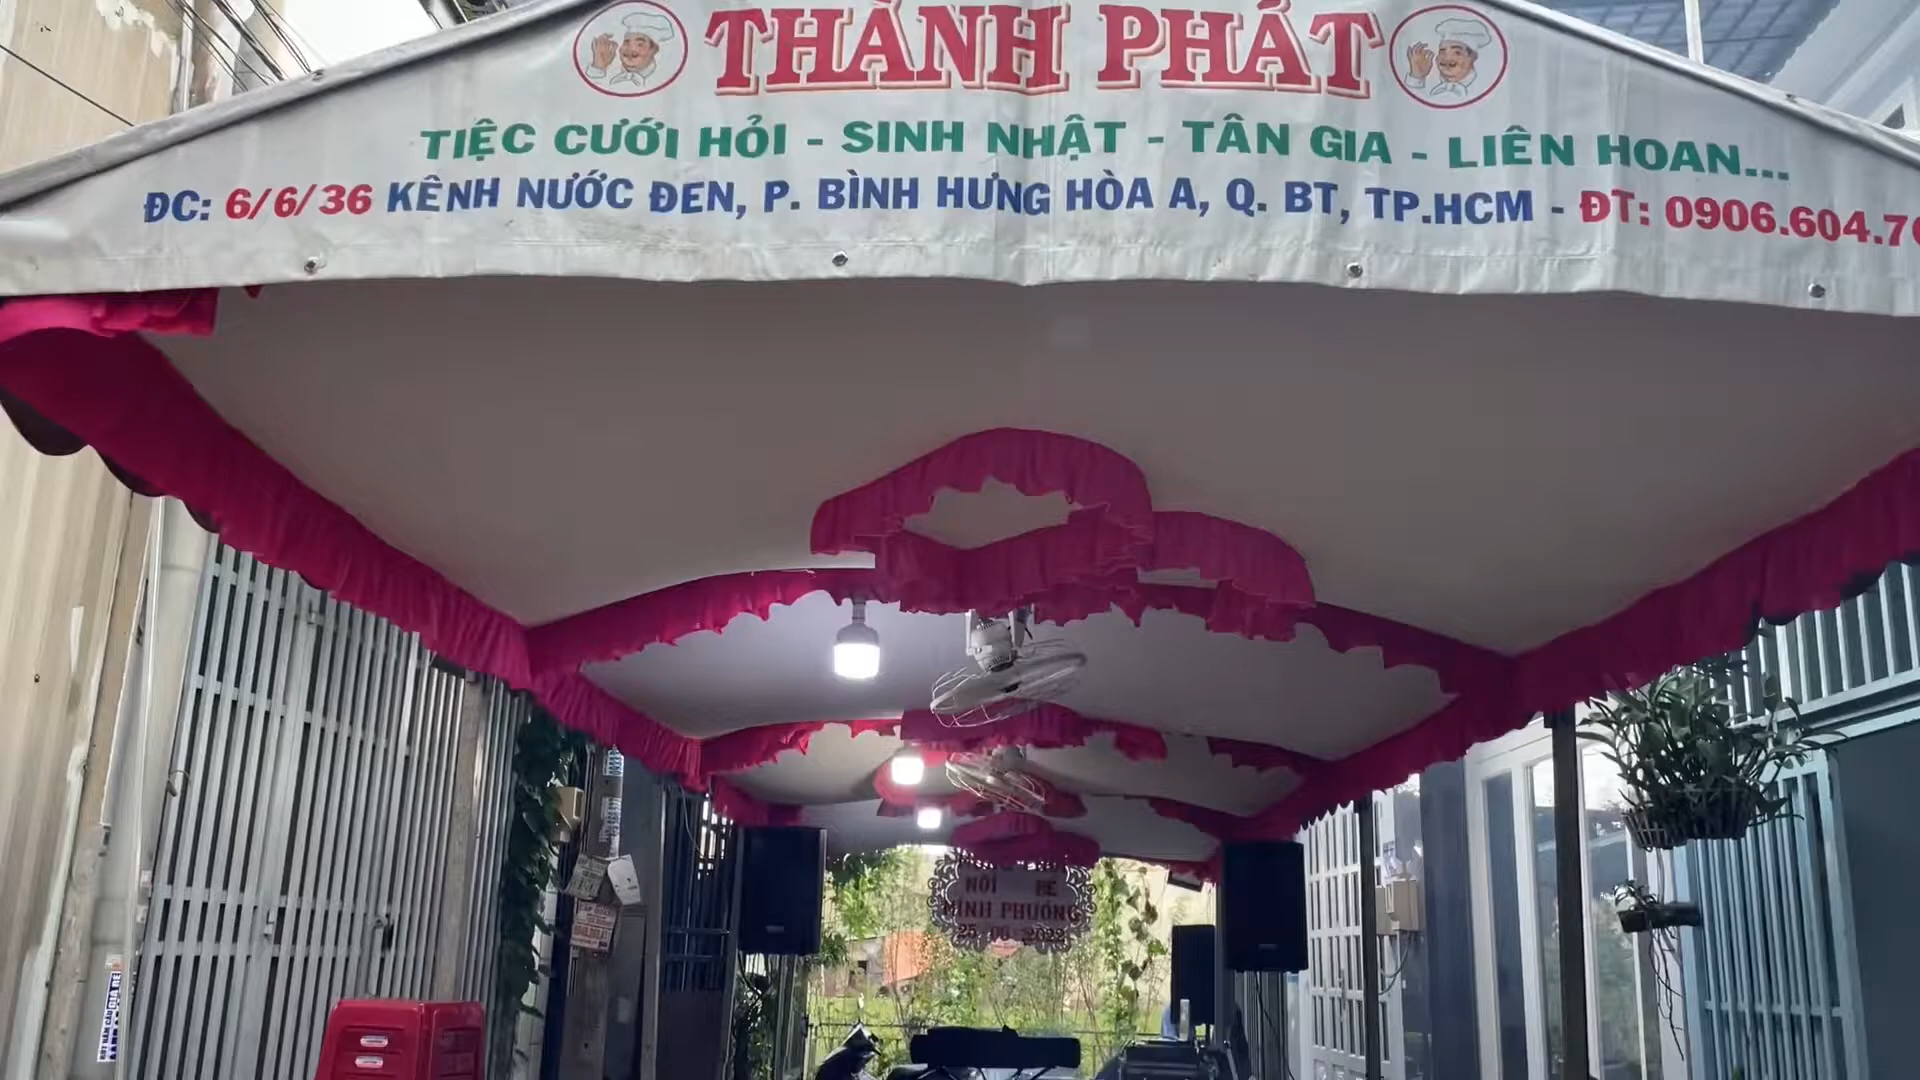 THÀNH PHÁT
TIỆC CƯỚI HỎI - SINH NHẬT - TÂN GIA - LIÊN HOAN...
ĐC: 6/6/36 KÊNH NƯỚC ĐEN, P. BÌNH HƯNG HÒA A, Q. BT, TP.HCM - ĐT: 0906.604.7
NÔI
MINH PHƯƠNG